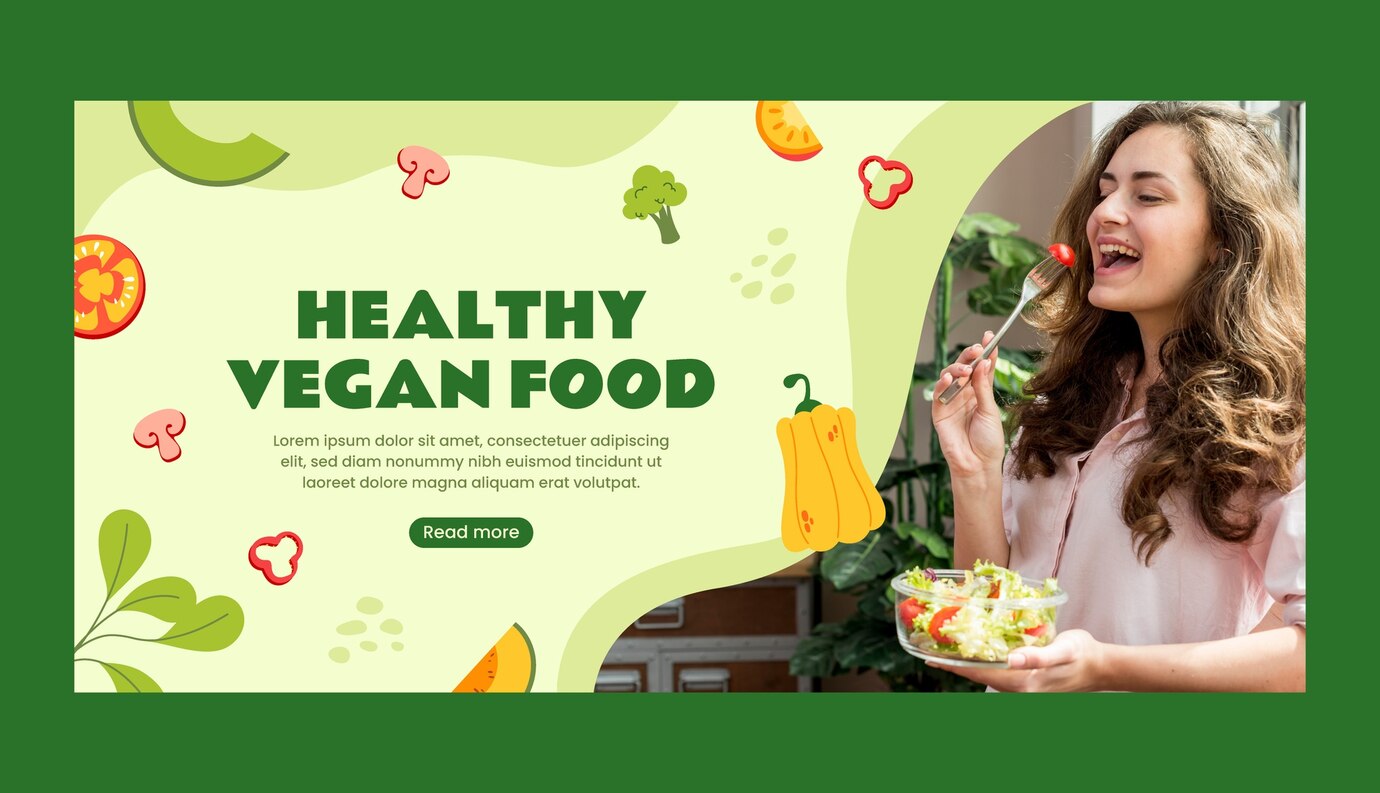 HEALTHY
VEGAN FOOD
Lorem ipsum dolor sit amet, consectetuer adipiscing
elit, sed diam nonummy nibh euismod tincidunt ut
laoreet dolore magna aliquam erat volutpat.
Read more